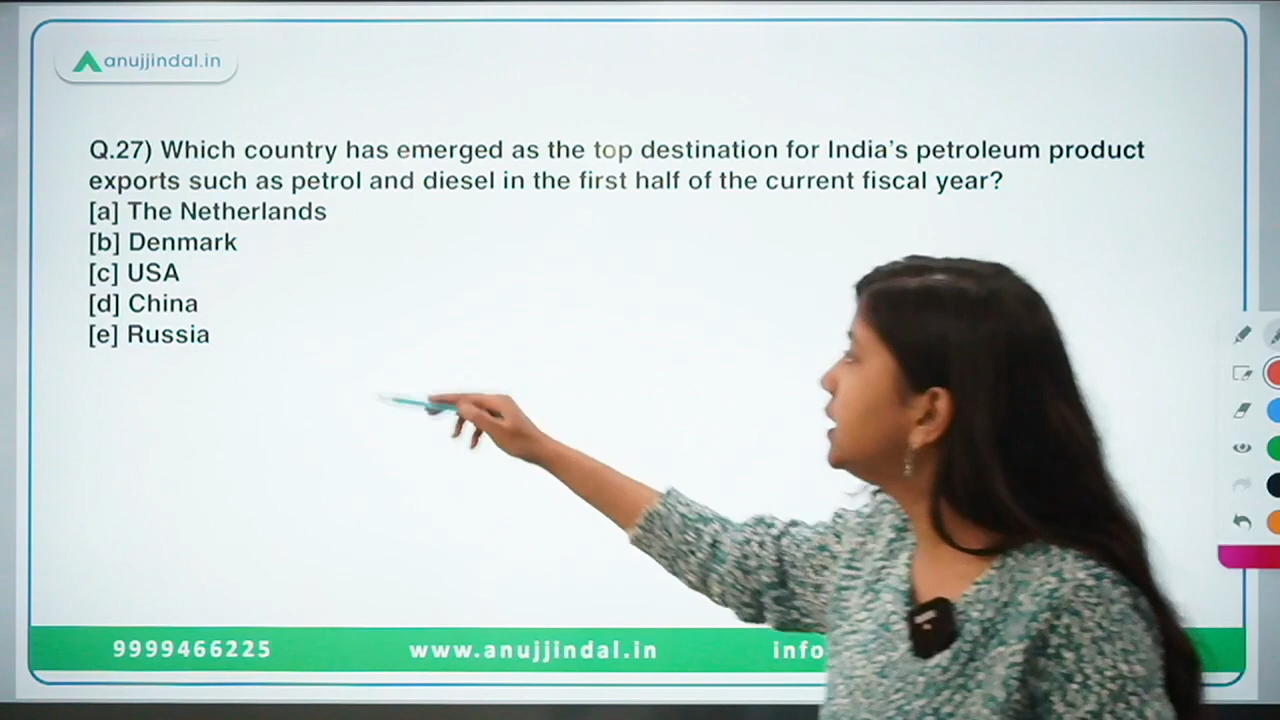 anujjindal.in
Q.27) Which country has emerged as the top destination for India's petroleum product
exports such as petrol and diesel in the first half of the current fiscal year?
[a] The Netherlands
[b] Denmark
[c] USA
[d] China
[e] Russia
9999466225 www.anujjindal.in info